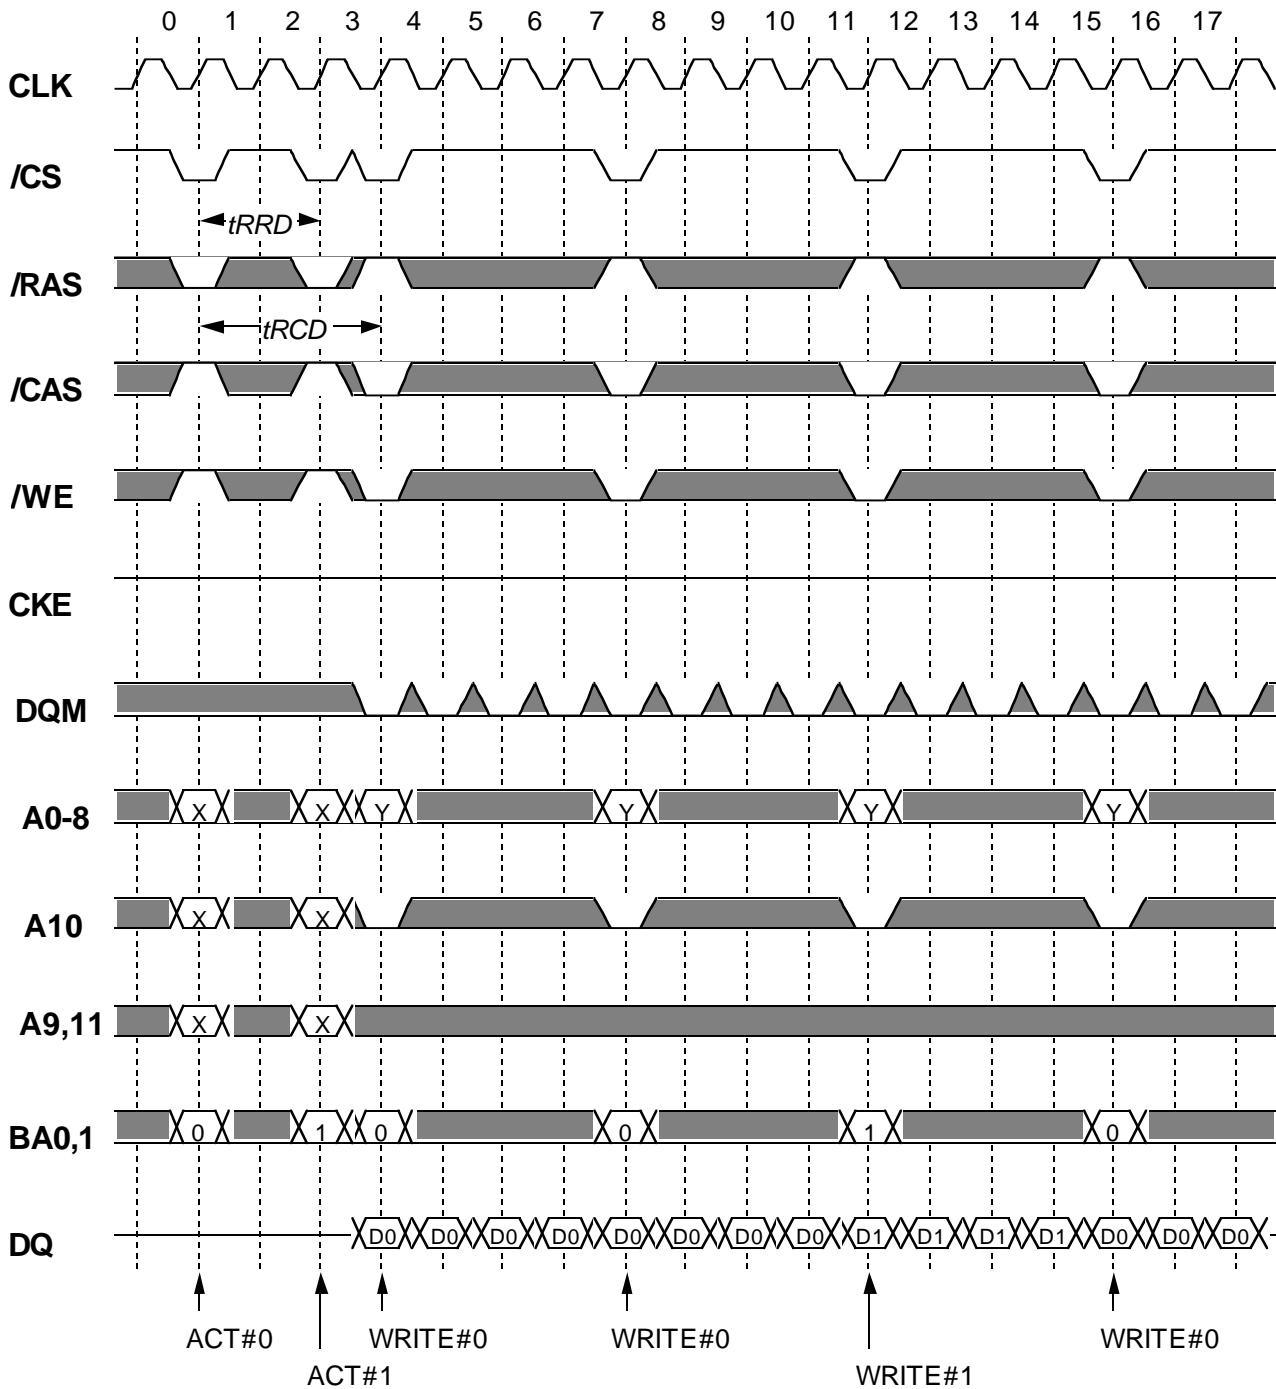 0 1 2 3 4 5 6 7 8 9 10 11 12 13 14 15 16 17
CLK
/CS
tRRD
/RAS
tRCD
/CAS
/WE
CKE
DQM
A0-8 X X Y Y Y Y
A10 X X
A9,11 X X
BA0,1 0 1 0 0 1 0
DQ D0 D0 D0 D0 D0 D0 D0 D0 D1 D1 D1 D1 D0 D0 D0
ACT#0 WRITE#0 WRITE#0 WRITE#0
ACT#1 WRITE#1